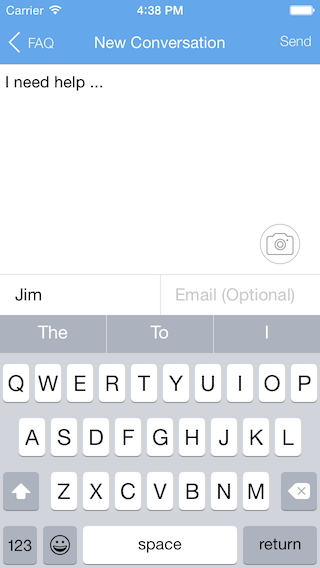 Carrier 4:38 PM
FAQ New Conversation Send
I need help ...
Jim Email (Optional)
The To I
Q W E R T Y U I O P
A S D F G H J K L
Z X C V B N M
123 space return